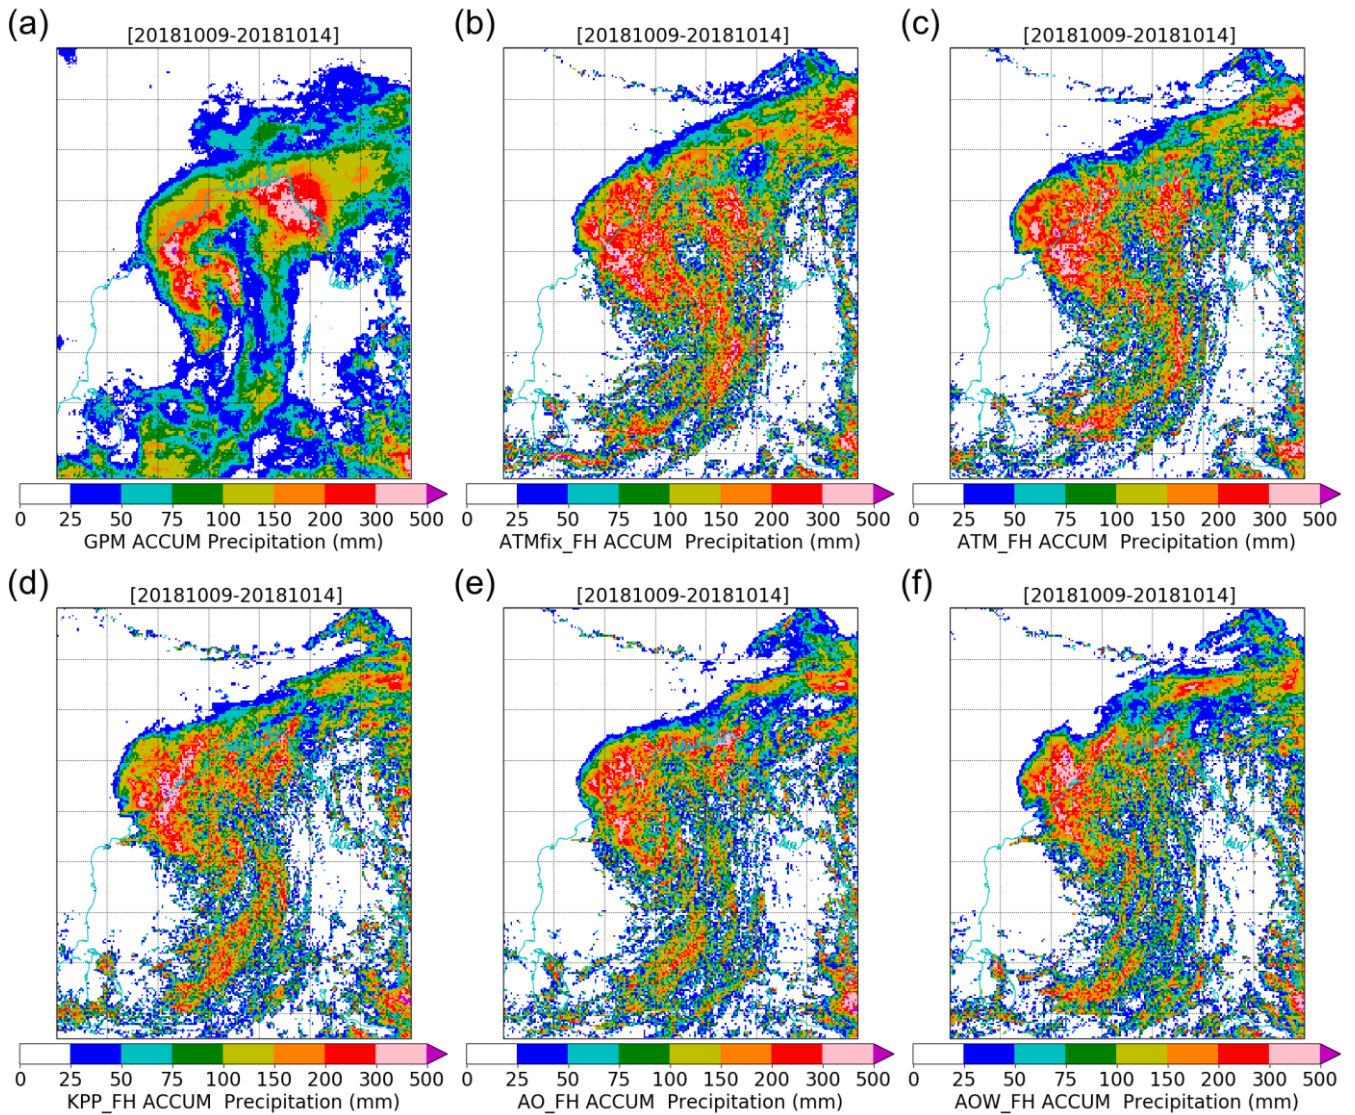 (a)
[20181009-20181014]
0 25 50 75 100 150 200 300 500
GPM ACCUM Precipitation (mm)
(b)
[20181009-20181014]
0 25 50 75 100 150 200 300 500
ATMfix_FH ACCUM Precipitation (mm)
(c)
[20181009-20181014]
0 25 50 75 100 150 200 300 500
ATM_FH ACCUM Precipitation (mm)
(d)
[20181009-20181014]
0 25 50 75 100 150 200 300 500
KPP_FH ACCUM Precipitation (mm)
(e)
[20181009-20181014]
0 25 50 75 100 150 200 300 500
AO_FH ACCUM Precipitation (mm)
(f)
[20181009-20181014]
0 25 50 75 100 150 200 300 500
AOW_FH ACCUM Precipitation (mm)